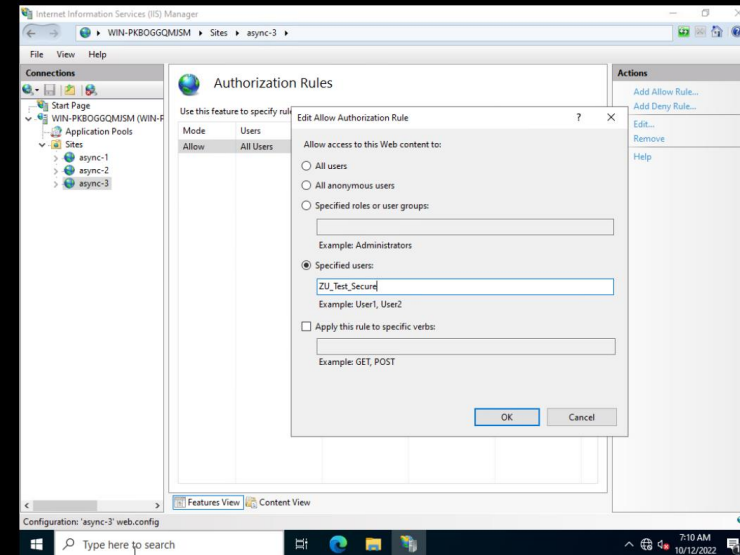 Internet Information Services (IIS) Manager
WIN-PKBOGGQMJSM
Sites
async-3
File View Help
Connections
Start Page
WIN-PKBOGGQMJSM (WIN-P
Application Pools
Sites
async-1
async-2
async-3
Authorization Rules
Use this feature to specify rule
Mode Users
Allow All Users
Edit Allow Authorization Rule
?
Allow access to this Web content to:
All users
All anonymous users
Specified roles or user groups:
Example: Administrators
Specified users:
ZU_Test_Secure
Example: User1, User2
Apply this rule to specific verbs:
Example: GET, POST
OK Cancel
Actions
Add Allow Rule...
Add Deny Rule...
Edit...
Remove
Help
Features View Content View
Configuration: 'async-3' web.config
Type here to search
7:10 AM
10/12/2022